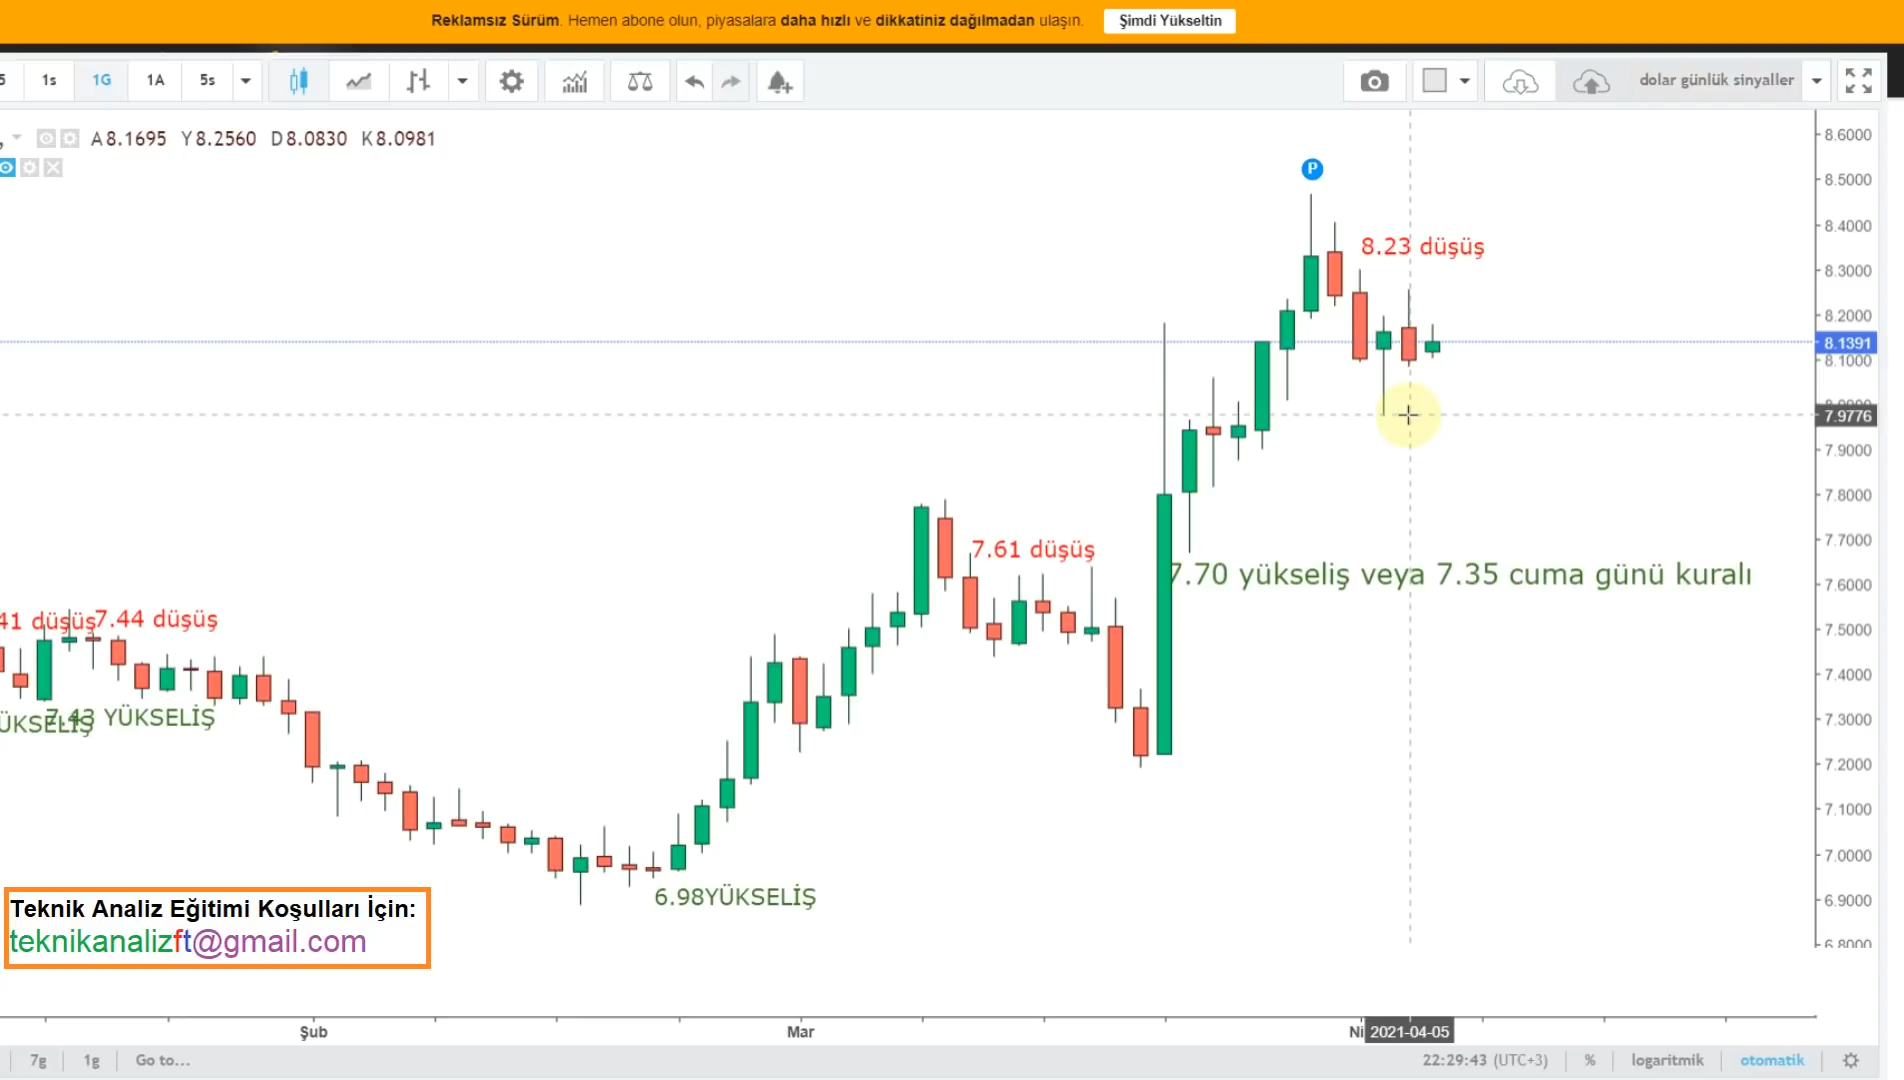 Reklamsız Sürüm. Hemen abone olun, piyasalara daha hızlı ve dikkatiniz dağılmadan ulaşın. Şimdi Yükseltin
5 1s 1G 1A 5s dolar günlük sinyaller
A8.1695 Y8.2560 D8.0830 K8.0981
P
8.6000
8.5000
8.4000
8.23 düşüş
8.3000
8.2000
8.1391
8.1000
7.9776
7.9000
7.8000
7.7000
7.61 düşüş
7.70 yükseliş veya 7.35 cuma günü kuralı
7.6000
41 düşüş
7.44 düşüş
7.5000
7.4000
7.43 YÜKSELİŞ
ÜKSELİŞ
7.3000
7.2000
7.1000
7.0000
6.98YÜKSELİŞ
6.9000
6.8000
Teknik Analiz Eğitimi Koşulları İçin:
teknikanalizft@gmail.com
Şub Mar Ni 2021-04-05
7g 1g Go to... 22:29:43 (UTC+3) % logaritmik otomatik